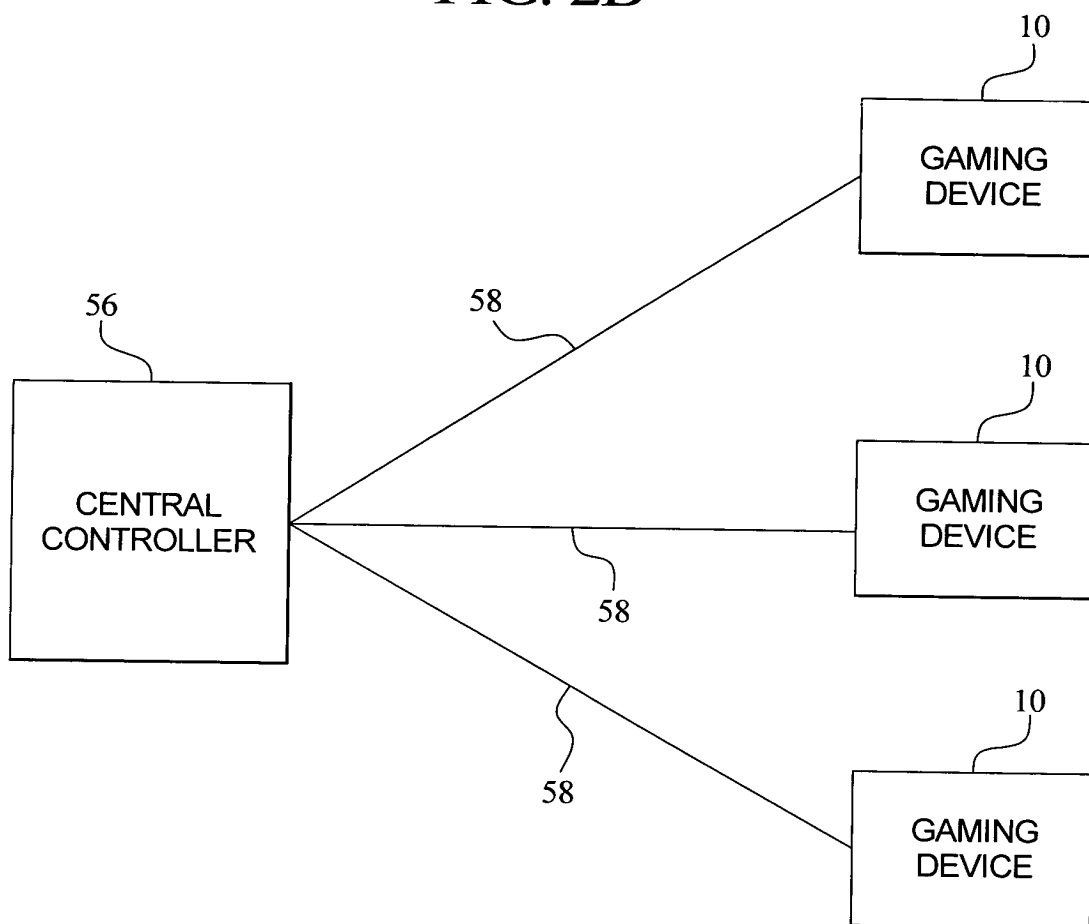 FIG. 2B
10
GAMING
DEVICE
58
56
10
CENTRAL
CONTROLLER
GAMING
DEVICE
58
10
58
GAMING
DEVICE